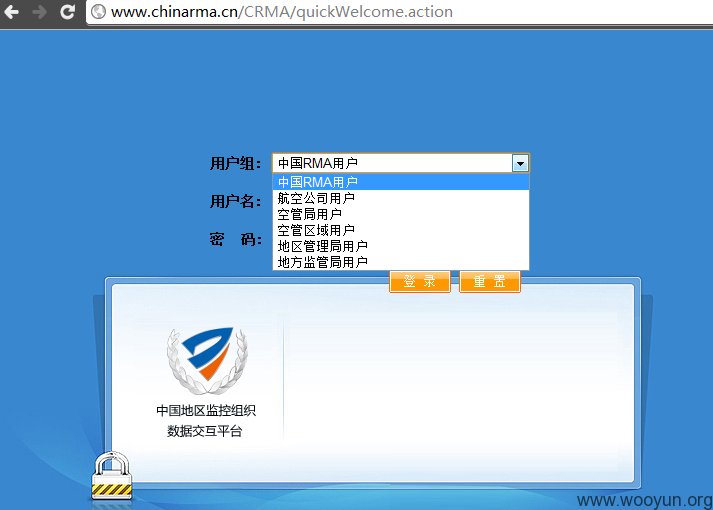 www.chinarma.cn/CRMA/quickWelcome.action
用户组： 中国RMA用户
中国RMA用户
用户名： 航空公司用户
空管局用户
空管区域用户
密 码： 地区管理局用户
地方监管局用户
登 录 重 置
中国地区监控组织
数据交互平台
www.wooyun.org